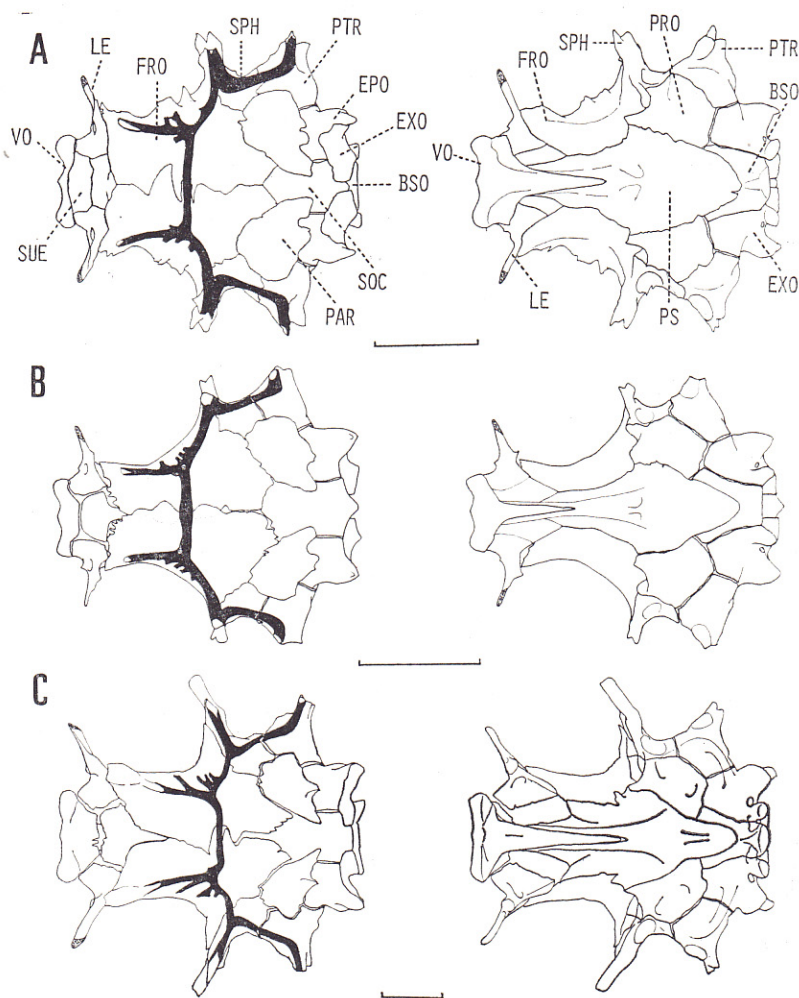 A
LE
FRO
SPH
PTR
EPO
EXO
BSO
VO
SUE
SOC
PAR
SPH
PRO
PTR
FRO
BSO
VO
LE
PS
EXO
B
C